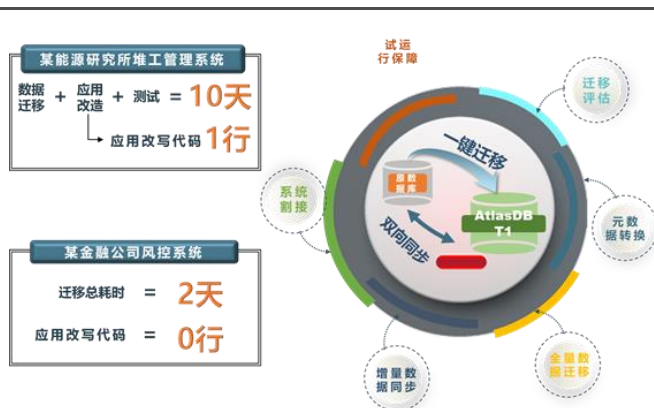 某能源研究所堆工管理系统
数据
迁移
+
应用
改造
+ 测试 = 10天
应用改写代码 1行
某金融公司风控系统
迁移总耗时 = 2天
应用改写代码 = 0行
试运
行保障
迁移
评估
元数
据转换
全量数
据迁移
增量数
据同步
系统
割接
一键迁移
原数
据库
AtlasDB
T1
双向同步